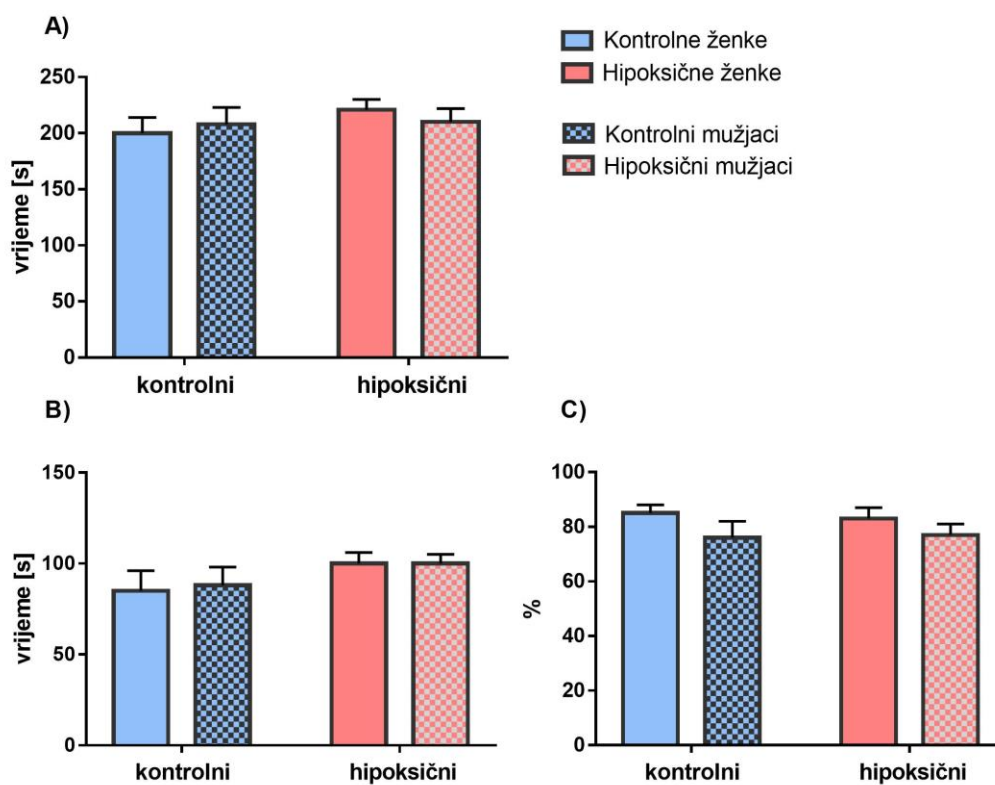 A)
Kontrolne ženke
Hipoksične ženke
Kontrolni mužjaci
Hipoksični mužjaci
250
200
150
100
50
0
vrijeme [s]
kontrolni hipoksični
B)
150
100
50
0
vrijeme [s]
kontrolni hipoksični
C)
100
80
60
40
20
0
%
kontrolni hipoksični